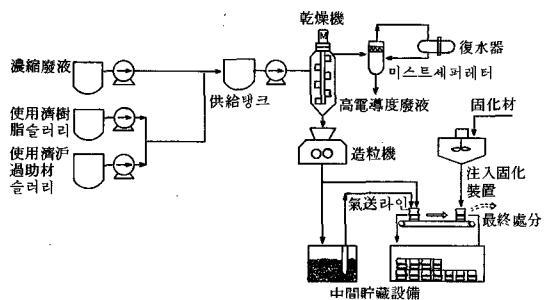 乾燥機
M
濃縮廢液
復水器
미스트세퍼레터
供給탱크
高電導度廢液
使用濟樹
脂슬러리
固化材
使用濟沪
過助材
슬러리
造粒機
注入固化
裝置
氣送라인
最終處分
中間貯藏設備